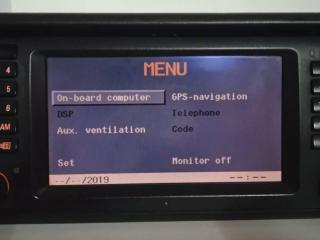 MENU
On-board computer GPS-navigation
DSP Telephone
Aux. ventilation Code
Set Monitor off
--/--/2019 --:--
4
5
6
AM